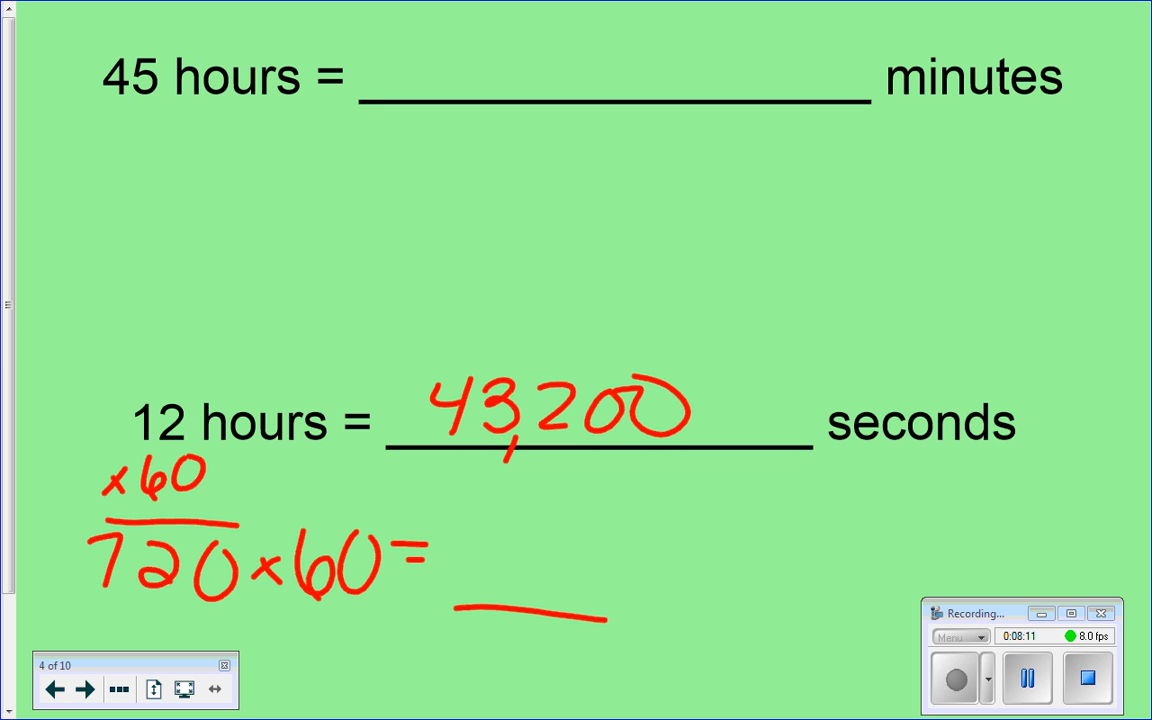 45 hours = ____________________ minutes
12 hours = 43,200 seconds
×60
720×60=
Recording...
Menu
0:08:11
8.0 fps
4 of 10